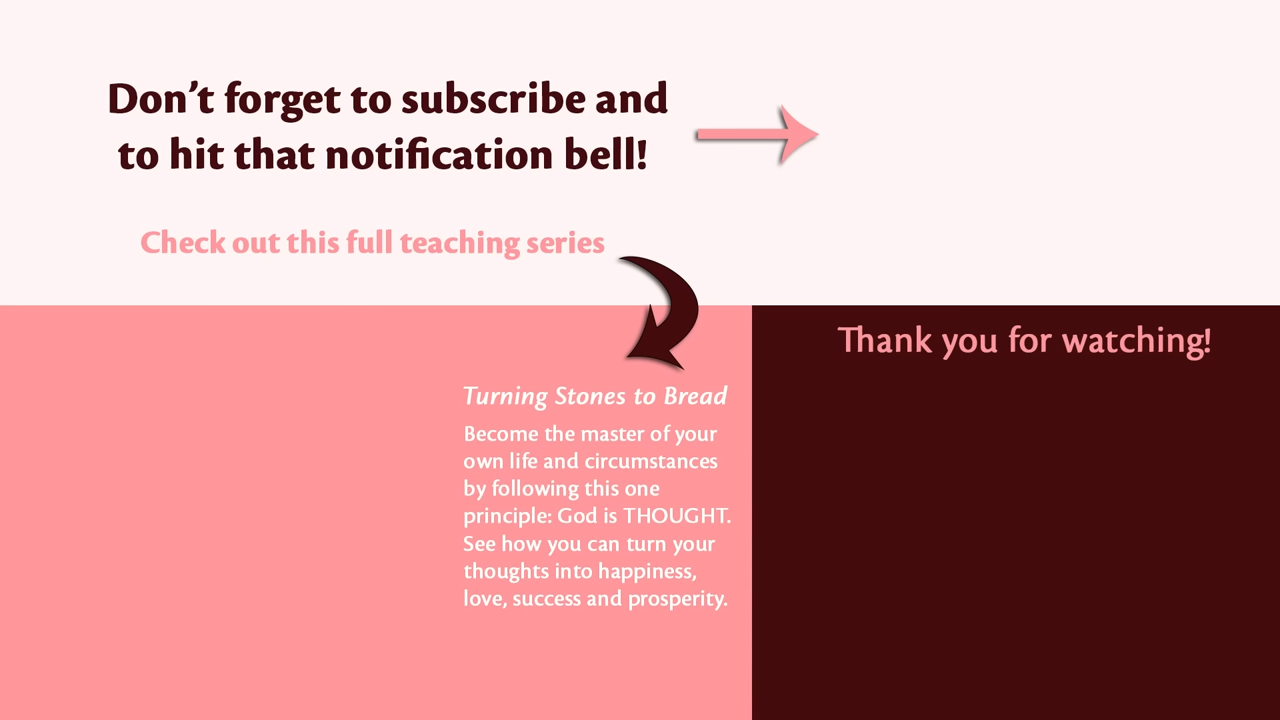 Don't forget to subscribe and
to hit that notification bell!
Check out this full teaching series
Thank you for watching!
Turning Stones to Bread
Become the master of your
own life and circumstances
by following this one
principle: God is THOUGHT.
See how you can turn your
thoughts into happiness,
love, success and prosperity.